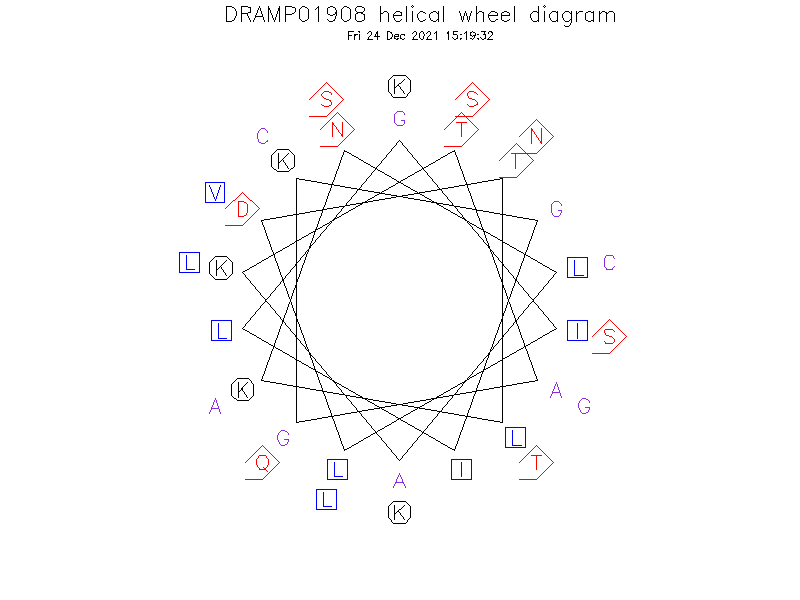 DRAMP01908 helical wheel diagram
Fri 24 Dec 2021 15:19:32
K
S S
G
N T
C N
K T
V D G
L K L C
L I S
K A
A G
G L
Q L I T
A
L K